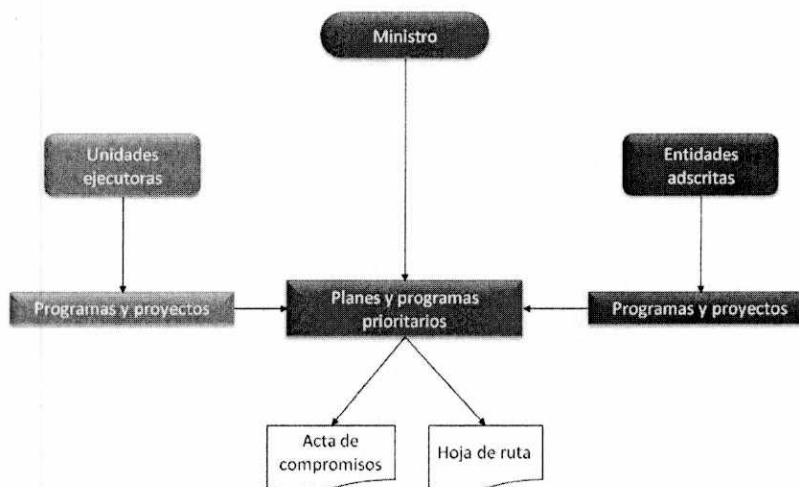 Ministro
Unidades
ejecutoras
Entidades
adscritas
Programas y proyectos
Planes y programas
prioritarios
Programas y proyectos
Acta de
compromisos
Hoja de ruta